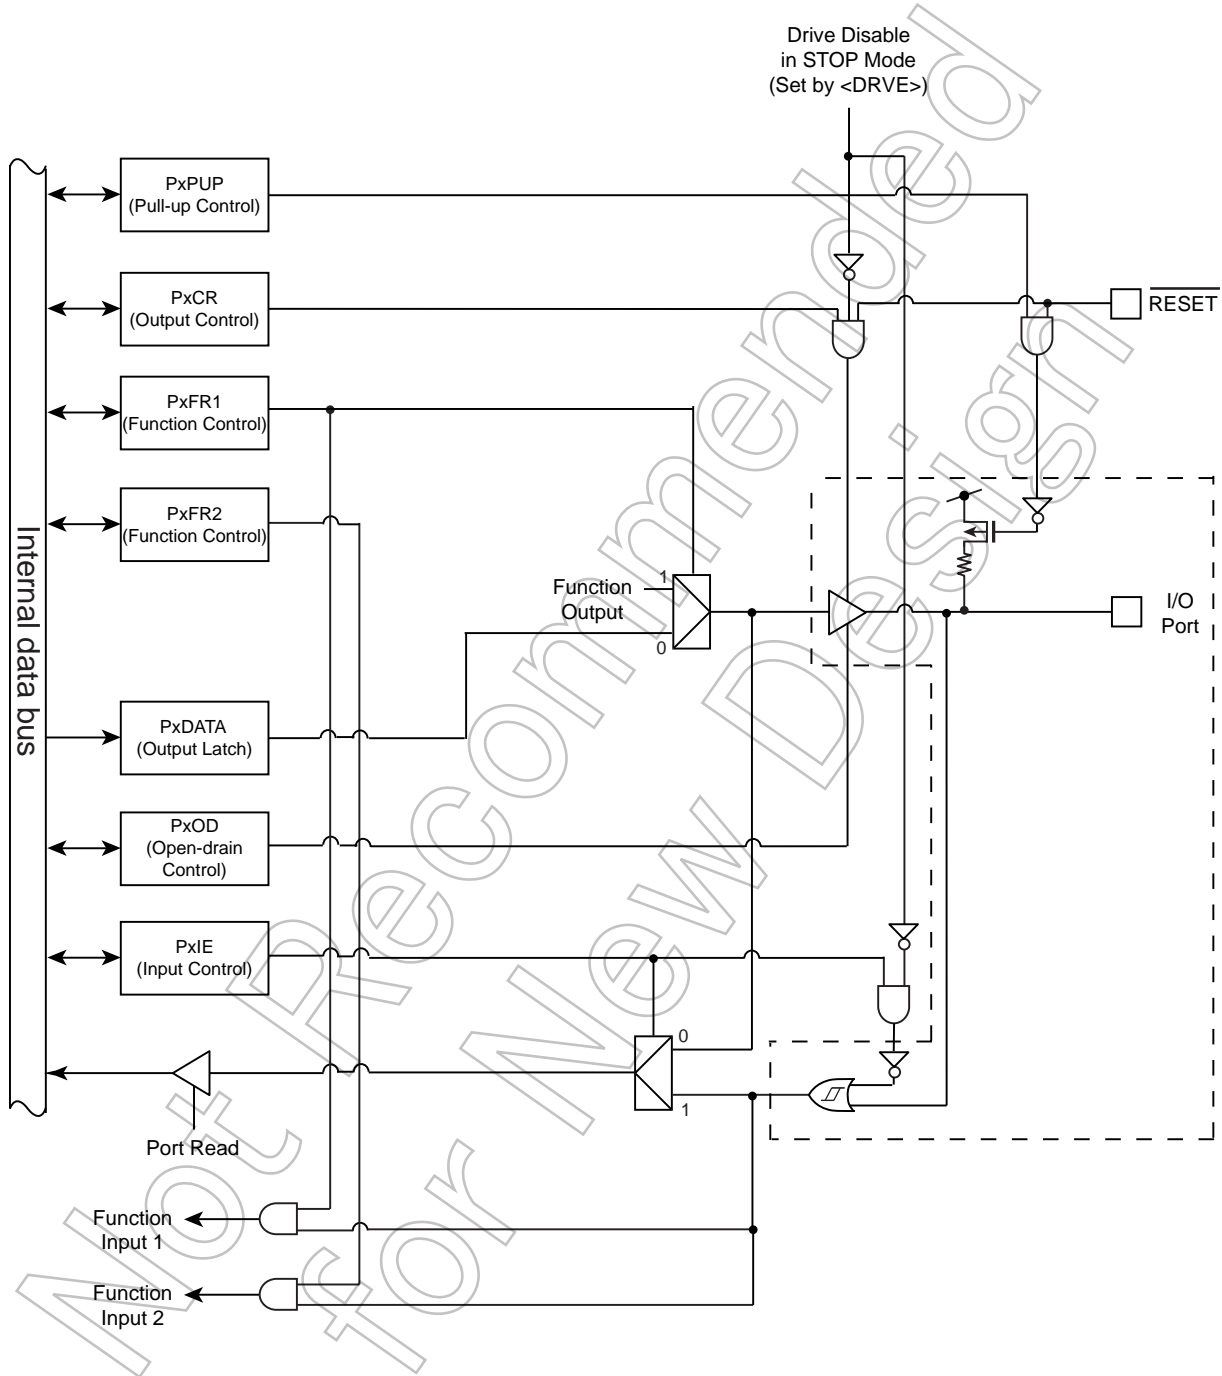 Drive Disable
in STOP Mode
(Set by <DRVE>)
PxPUP
(Pull-up Control)
PxCR
(Output Control)
RESET
PxFR1
(Function Control)
PxFR2
(Function Control)
Internal data bus
1
Function
Output
0
I/O
Port
PxDATA
(Output Latch)
PxOD
(Open-drain
Control)
PxIE
(Input Control)
0
1
Port Read
Function
Input 1
Function
Input 2
Not Recommended
for New Design